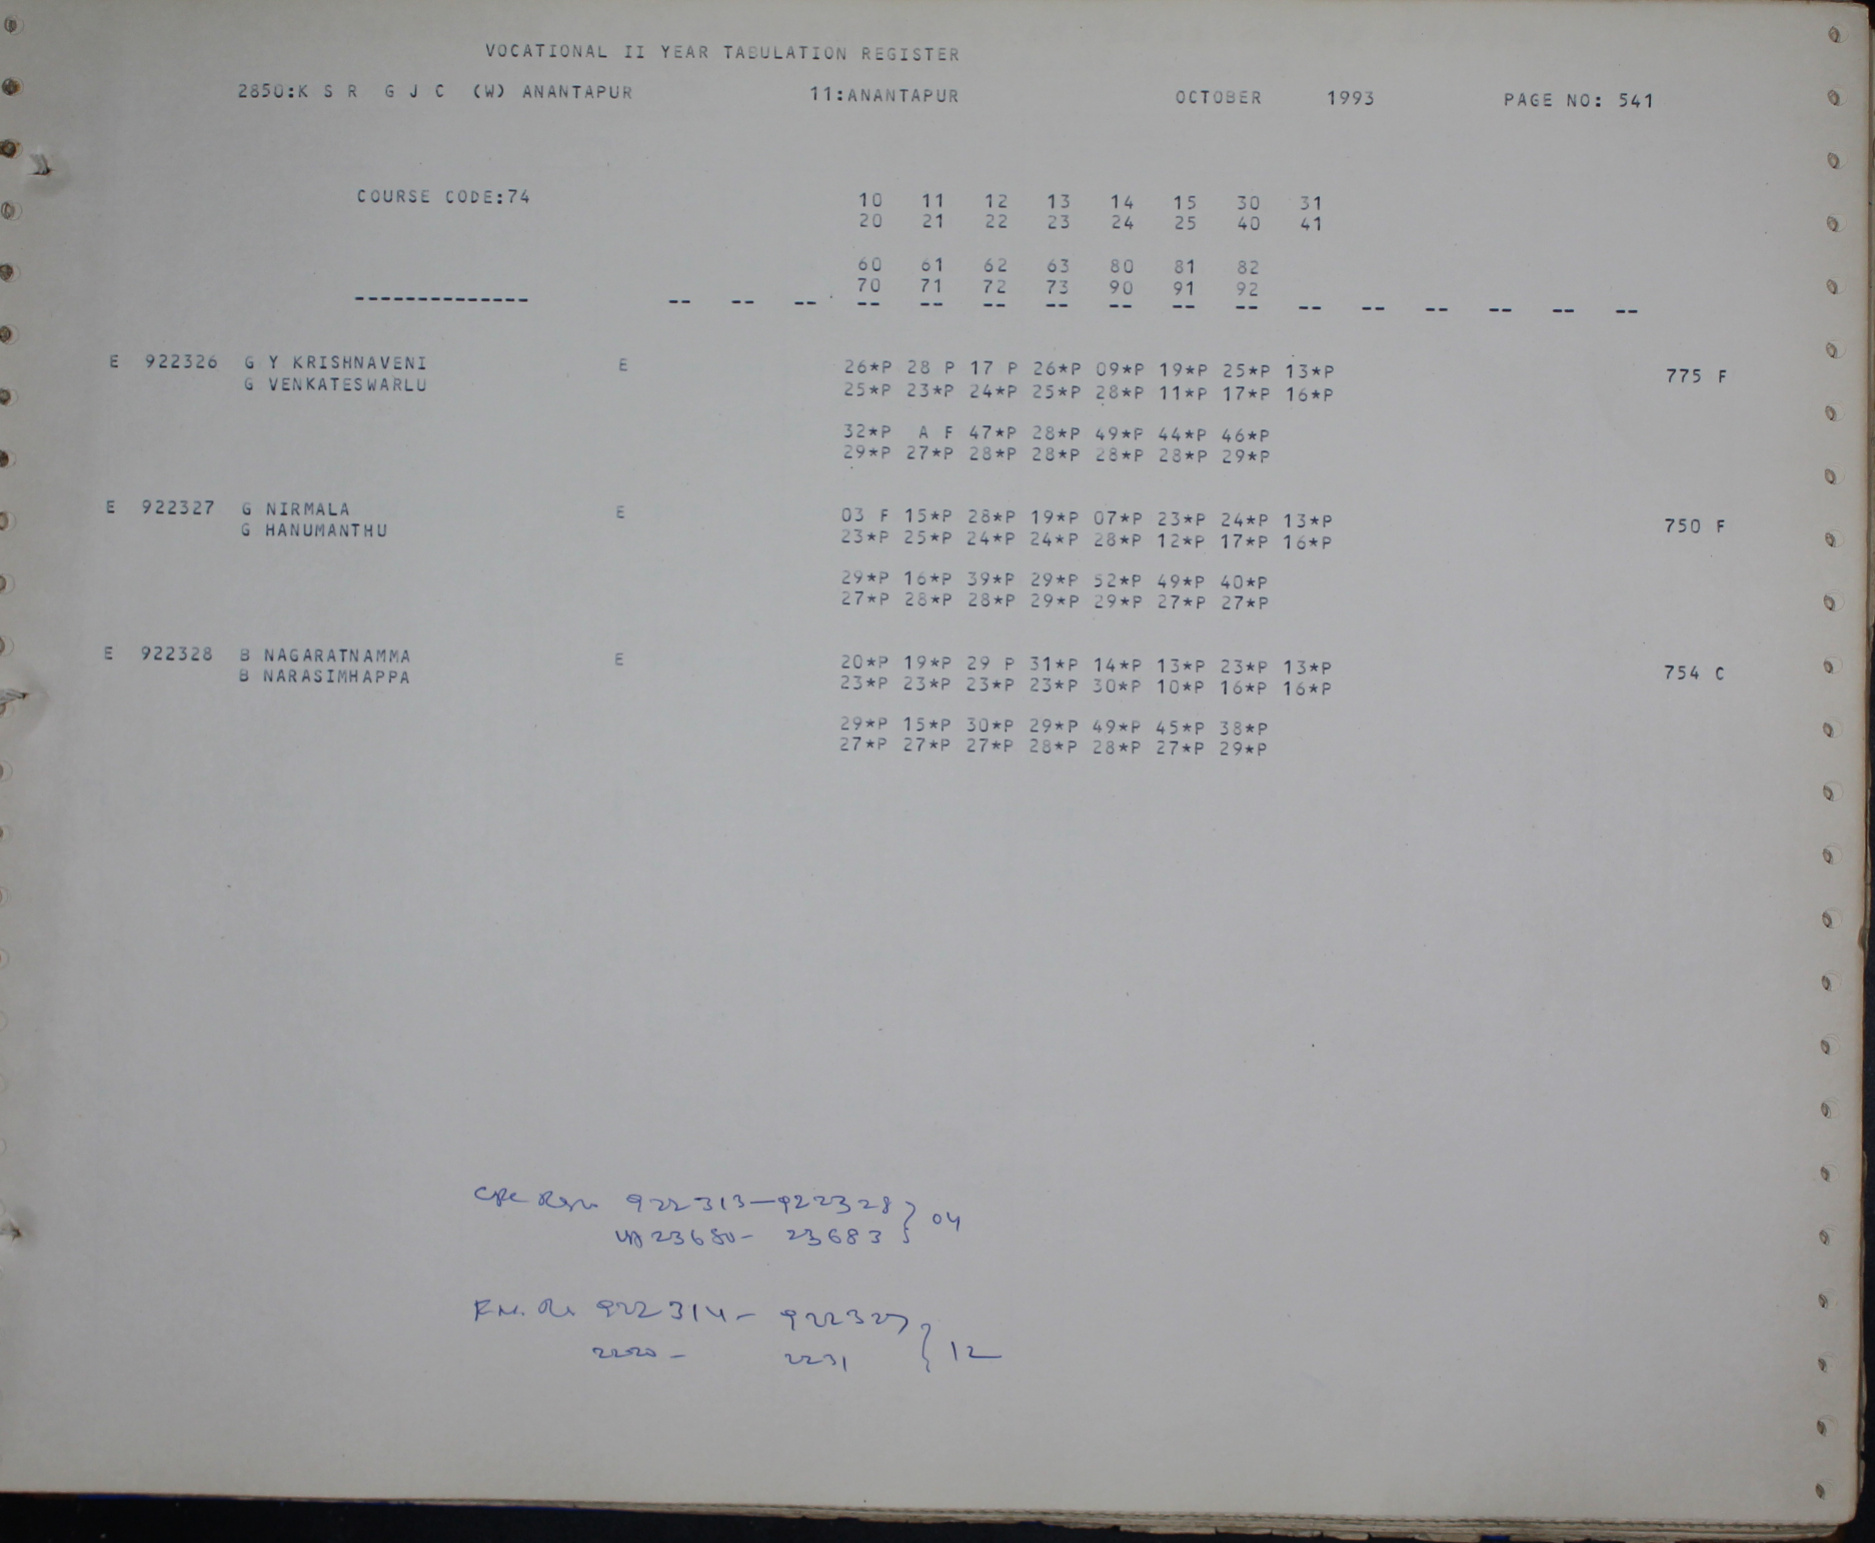 VOCATIONAL II YEAR TABULATION REGISTER
2850:K S R G J C (W) ANANTAPUR 11:ANANTAPUR OCTOBER 1993 PAGE NO: 541
COURSE CODE:74 10 11 12 13 14 15 30 31
20 21 22 23 24 25 40 41
60 61 62 63 80 81 82
70 71 72 73 90 91 92
-------------- -- -- -- -- -- -- -- -- -- -- -- -- -- -- -- --
E 922326 G Y KRISHNAVENI E 26*P 28 P 17 P 26*P 09*P 19*P 25*P 13*P 775 F
G VENKATESWARLU 25*P 23*P 24*P 25*P 28*P 11*P 17*P 16*P
32*P A F 47*P 28*P 49*P 44*P 46*P
29*P 27*P 28*P 28*P 28*P 28*P 29*P
E 922327 G NIRMALA E 03 F 15*P 28*P 19*P 07*P 23*P 24*P 13*P 750 F
G HANUMANTHU 23*P 25*P 24*P 24*P 28*P 12*P 17*P 16*P
29*P 16*P 39*P 29*P 52*P 49*P 40*P
27*P 28*P 28*P 29*P 29*P 27*P 27*P
E 922328 B NAGARATNAMMA E 20*P 19*P 29 P 31*P 14*P 13*P 23*P 13*P 754 C
B NARASIMHAPPA 23*P 23*P 23*P 23*P 30*P 10*P 16*P 16*P
29*P 15*P 30*P 29*P 49*P 45*P 38*P
27*P 27*P 27*P 28*P 28*P 27*P 29*P
922313-922328 } 04
23680- 23683
922314- 922327 } 12
2220- 2231